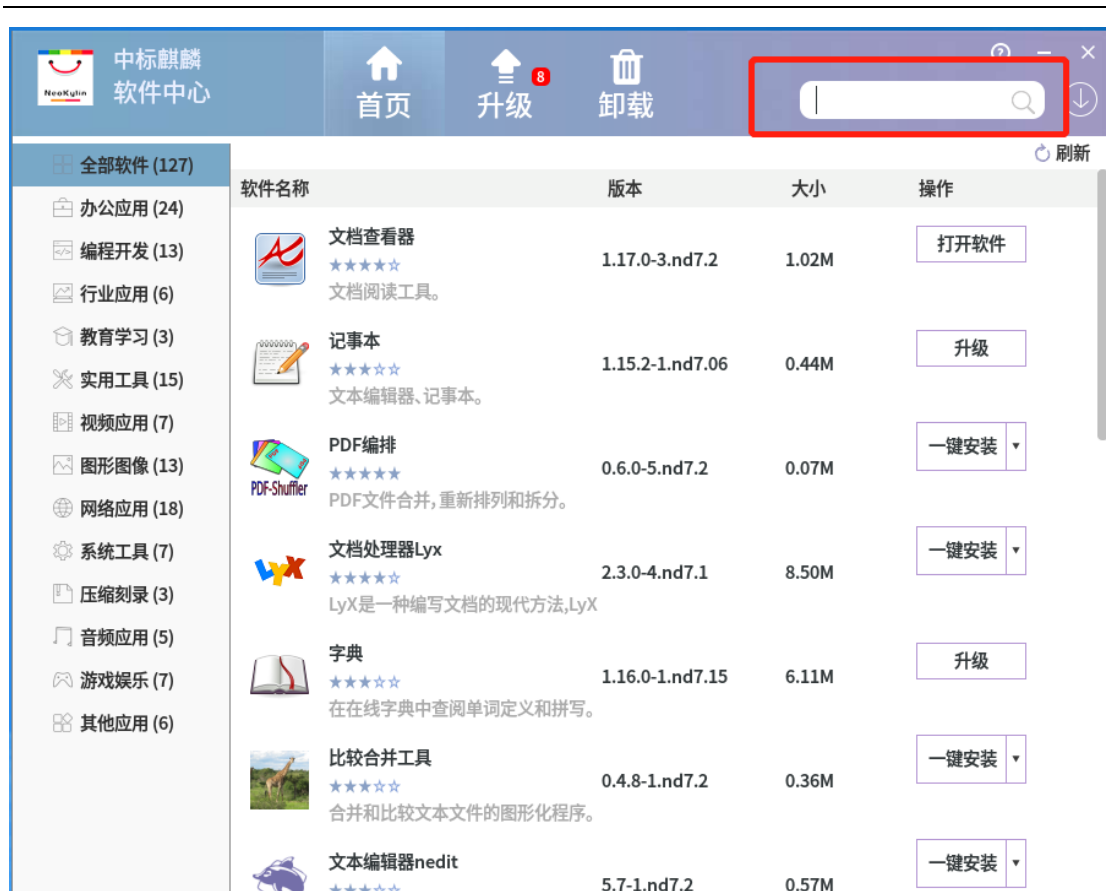 中标麒麟
软件中心
NeoKylin
首页
升级
8
卸载
刷新
全部软件 (127)
办公应用 (24)
编程开发 (13)
行业应用 (6)
教育学习 (3)
实用工具 (15)
视频应用 (7)
图形图像 (13)
网络应用 (18)
系统工具 (7)
压缩刻录 (3)
音频应用 (5)
游戏娱乐 (7)
其他应用 (6)
软件名称 版本 大小 操作
文档查看器
文档阅读工具。
1.17.0-3.nd7.2 1.02M 打开软件
记事本
文本编辑器、记事本。
1.15.2-1.nd7.06 0.44M 升级
PDF-Shuffler
PDF编排
PDF文件合并,重新排列和拆分。
0.6.0-5.nd7.2 0.07M 一键安装
LyX
文档处理器Lyx
LyX是一种编写文档的现代方法,LyX
2.3.0-4.nd7.1 8.50M 一键安装
字典
在在线字典中查阅单词定义和拼写。
1.16.0-1.nd7.15 6.11M 升级
比较合并工具
合并和比较文本文件的图形化程序。
0.4.8-1.nd7.2 0.36M 一键安装
文本编辑器nedit
5.7-1.nd7.2 0.57M 一键安装